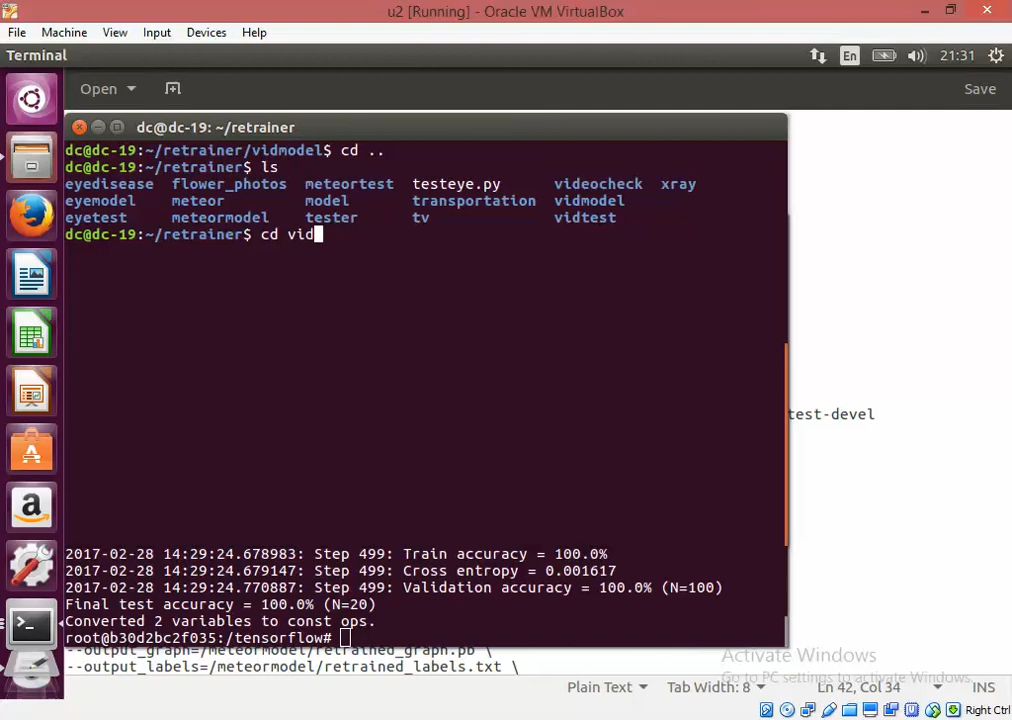 u2 [Running] - Oracle VM VirtualBox
File Machine View Input Devices Help
Terminal En 21:31
Open Save
dc@dc-19: ~/retrainer
dc@dc-19:~/retrainer/vidmodel$ cd ..
dc@dc-19:~/retrainer$ ls
eyedisease flower_photos meteortest testeye.py videocheck xray
eyemodel meteor model transportation vidmodel
eyetest meteormodel tester tv vidtest
dc@dc-19:~/retrainer$ cd vid
test-devel
2017-02-28 14:29:24.678983: Step 499: Train accuracy = 100.0%
2017-02-28 14:29:24.679147: Step 499: Cross entropy = 0.001617
2017-02-28 14:29:24.770887: Step 499: Validation accuracy = 100.0% (N=100)
Final test accuracy = 100.0% (N=20)
Converted 2 variables to const ops.
root@b30d2bc2f035:/tensorflow#
--output_graph=/meteormodel/retrained_graph.pb \
--output_labels=/meteormodel/retrained_labels.txt \
Activate Windows
Go to PC settings to activate Windows.
Plain Text Tab Width: 8 Ln 42, Col 34 INS
Right Ctrl